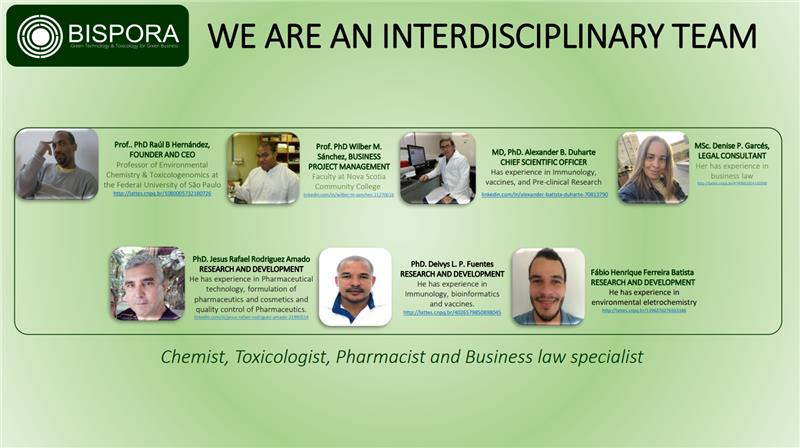 BISPORA
Green Technology & Toxicology for Green Business
WE ARE AN INTERDISCIPLINARY TEAM
Prof.. PhD Raúl B Hernández,
FOUNDER AND CEO
Professor of Environmental
Chemistry & Toxicologenomics at
the Federal University of São Paulo
http://lattes.cnpq.br/1080005732180726
Prof. PhD Wilber M.
Sánchez, BUSINESS
PROJECT MANAGEMENT
Faculty at Nova Scotia
Community College
MD, PhD. Alexander B. Duharte
CHIEF SCIENTIFIC OFFICER
Has experience in Immunology,
vaccines, and Pre-clinical Research
linkedin.com/in/alexander-batista-duharte-70813790
MSc. Denise P. Garcés,
LEGAL CONSULTANT
Her has experience in
business law
PhD. Jesus Rafael Rodriguez Amado
RESEARCH AND DEVELOPMENT
He has experience in Pharmaceutical
technology, formulation of
pharmaceutics and cosmetics and
quality control of Pharmaceutics.
PhD. Deivys L. P. Fuentes
RESEARCH AND DEVELOPMENT
He has experience in
Immunology, bioinformatics
and vaccines.
http://lattes.cnpq.br/4026579850898045
Fábio Henrique Ferreira Batista
RESEARCH AND DEVELOPMENT
He has experience in
environmental eletrochemistry
Chemist, Toxicologist, Pharmacist and Business law specialist